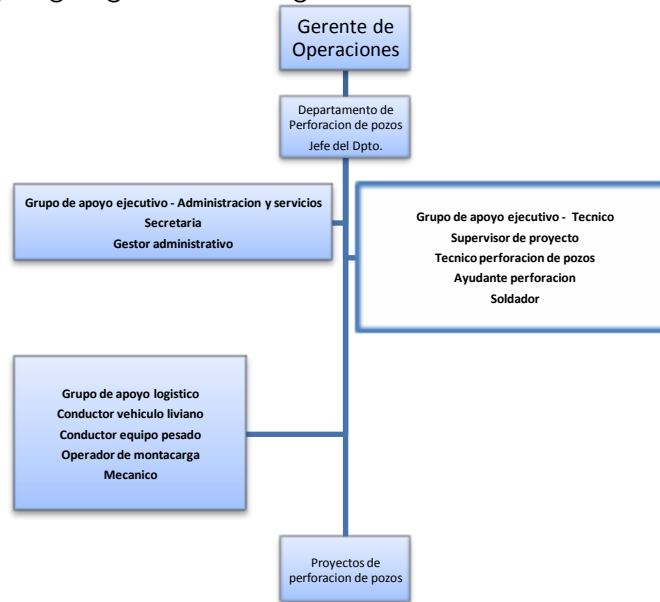 Gerente de
Operaciones
Departamento de
Perforacion de pozos
Jefe del Dpto.
Grupo de apoyo ejecutivo - Administracion y servicios
Secretaria
Gestor administrativo
Grupo de apoyo ejecutivo - Tecnico
Supervisor de proyecto
Tecnico perforacion de pozos
Ayudante perforacion
Soldador
Grupo de apoyo logistico
Conductor vehiculo liviano
Conductor equipo pesado
Operador de montacarga
Mecanico
Proyectos de
perforacion de pozos